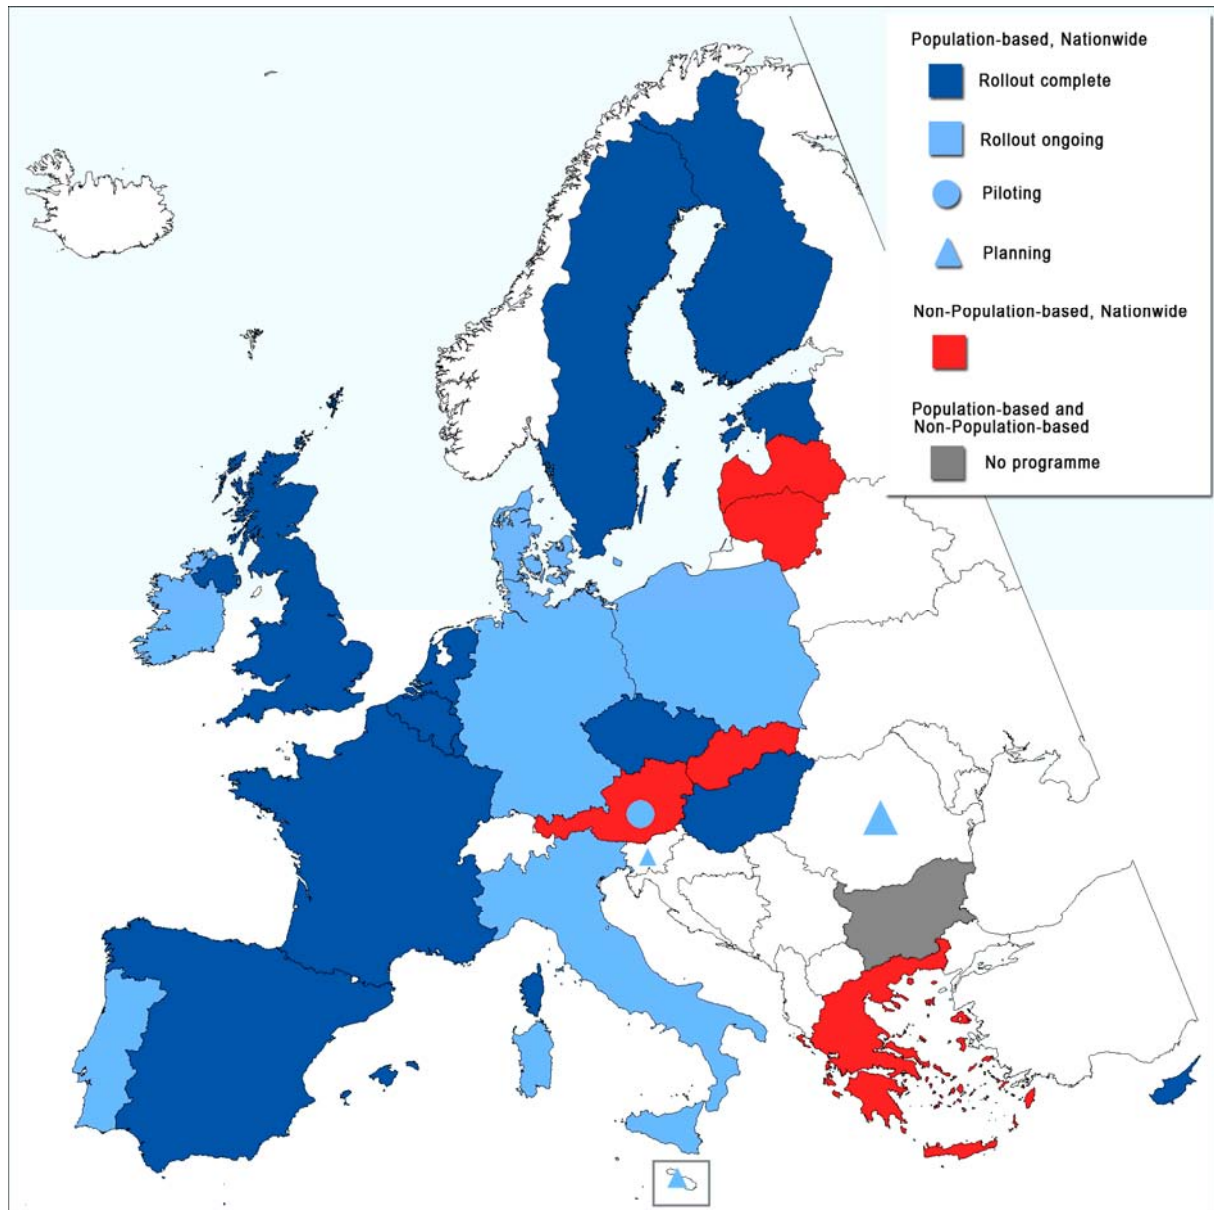 Population-based, Nationwide
Rollout complete
Rollout ongoing
Piloting
Planning
Non-Population-based, Nationwide
Population-based and
Non-Population-based
No programme